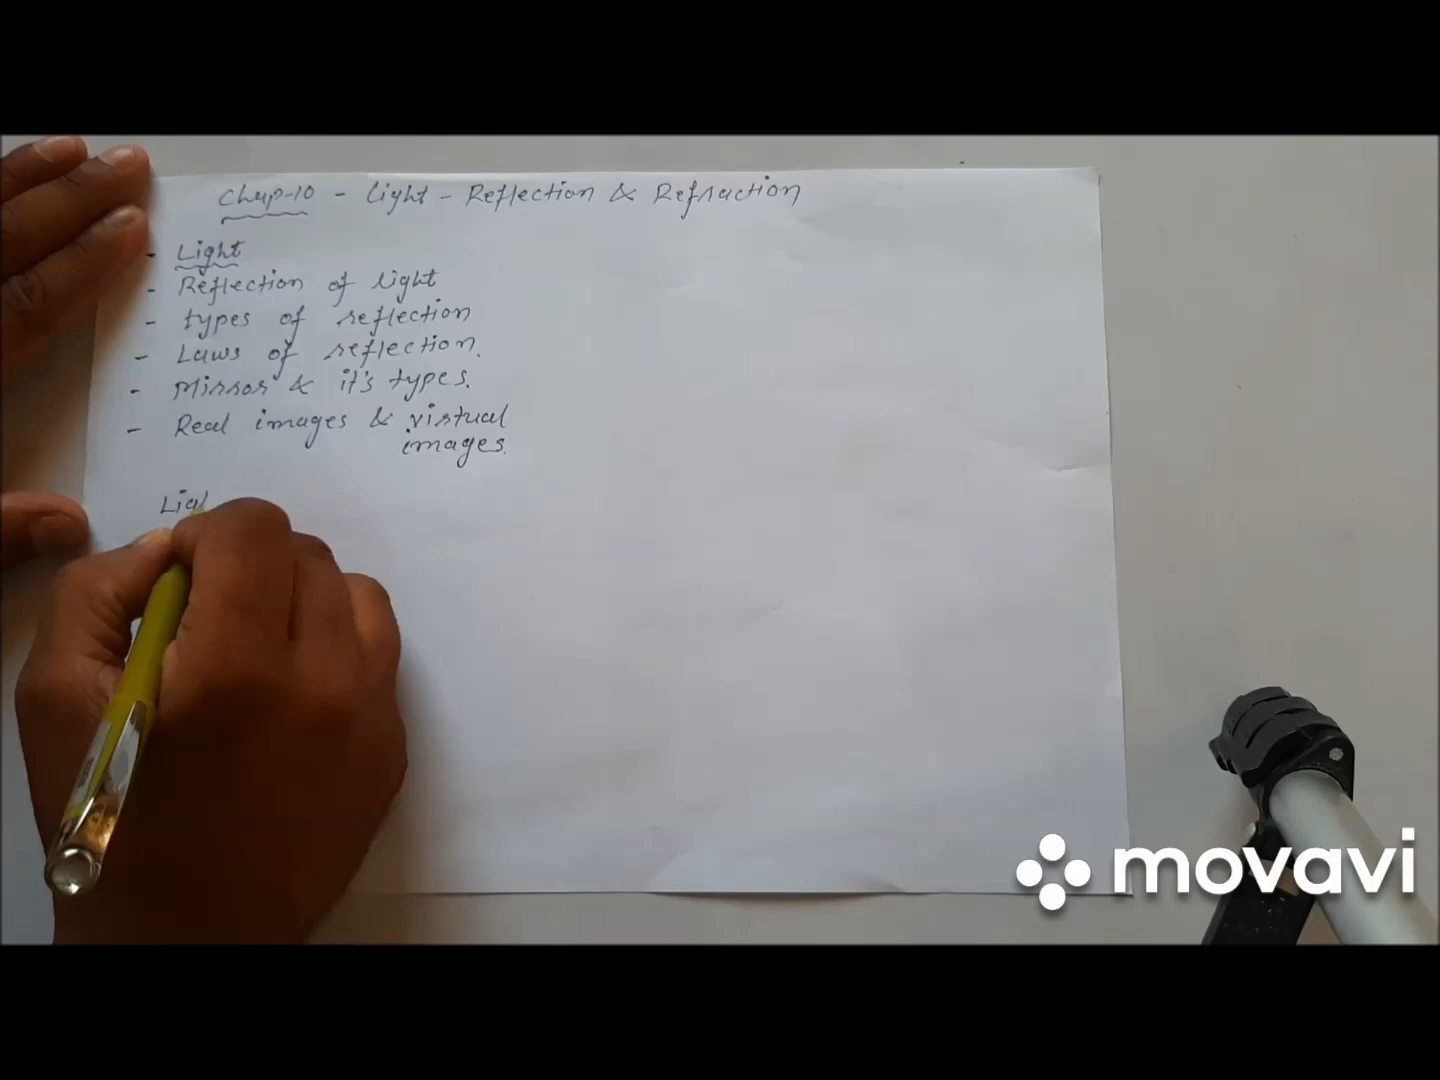 Chap-10 - Light - Reflection & Refraction
- Light
- Reflection of light
- types of reflection
- Laws of reflection.
- Mirror & it's types.
- Real images & virtual
images.
Ligh
movavi